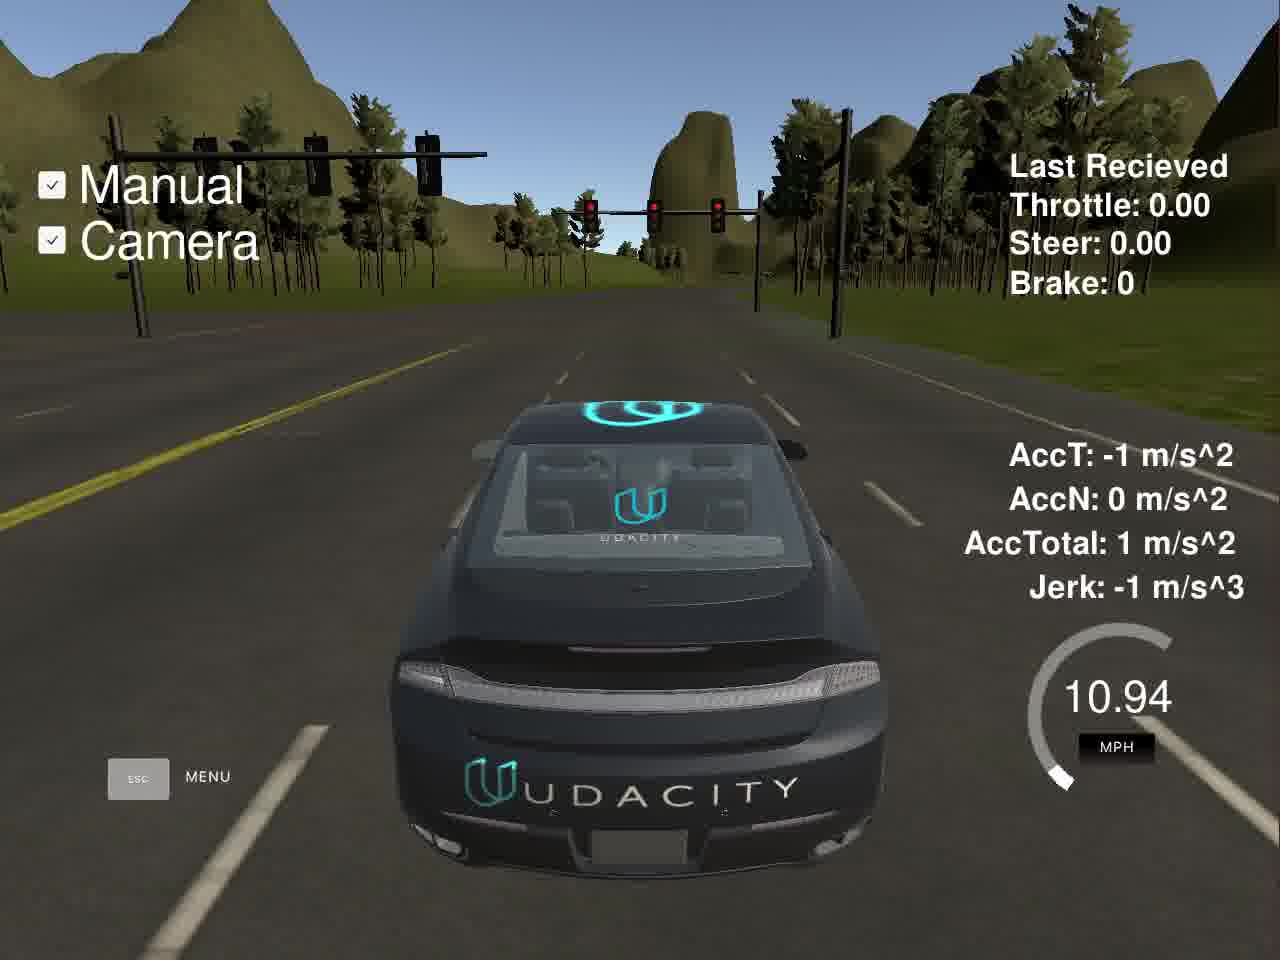 Manual
Camera
Last Recieved
Throttle: 0.00
Steer: 0.00
Brake: 0
AccT: -1 m/s^2
AccN: 0 m/s^2
AccTotal: 1 m/s^2
Jerk: -1 m/s^3
10.94
MPH
ESC MENU
UDACITY
UDACITY